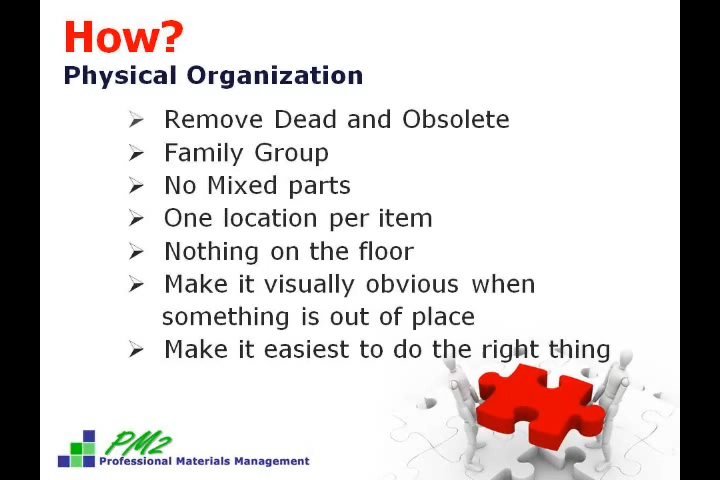 How?
Physical Organization
Remove Dead and Obsolete
Family Group
No Mixed parts
One location per item
Nothing on the floor
Make it visually obvious when
something is out of place
Make it easiest to do the right thing
PM2
Professional Materials Management